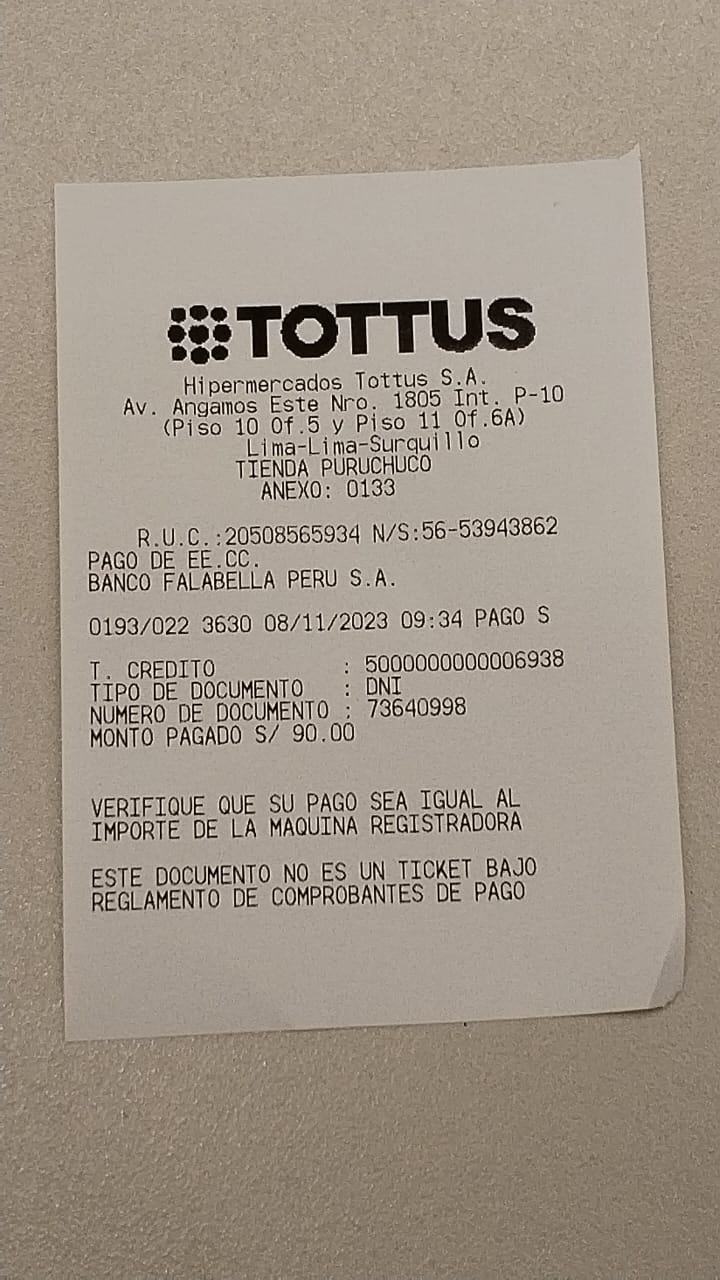 TOTTUS
Hipermercados Tottus S.A.
Av. Angamos Este Nro. 1805 Int. P-10
(Piso 10 Of.5 y Piso 11 Of.6A)
Lima-Lima-Surquillo
TIENDA PURUCHUCO
ANEXO: 0133
R.U.C.:20508565934 N/S:56-53943862
PAGO DE EE.CC.
BANCO FALABELLA PERU S.A.
0193/022 3630 08/11/2023 09:34 PAGO S
T. CREDITO : 5000000000006938
TIPO DE DOCUMENTO : DNI
NUMERO DE DOCUMENTO : 73640998
MONTO PAGADO S/ 90.00
VERIFIQUE QUE SU PAGO SEA IGUAL AL
IMPORTE DE LA MAQUINA REGISTRADORA
ESTE DOCUMENTO NO ES UN TICKET BAJO
REGLAMENTO DE COMPROBANTES DE PAGO